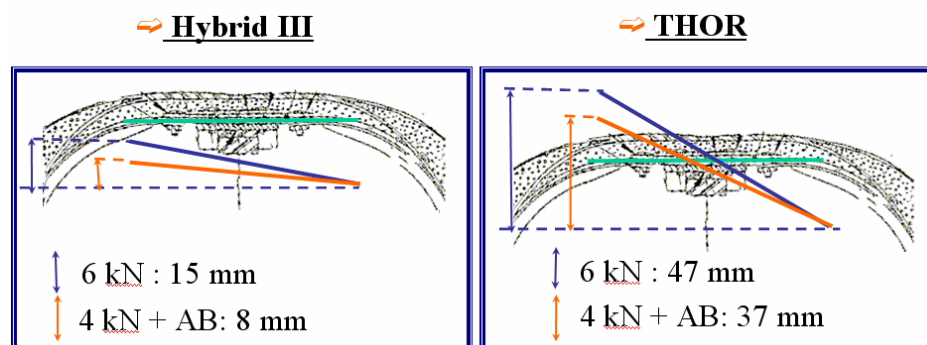 Hybrid III
THOR
6 kN : 15 mm
4 kN + AB: 8 mm
6 kN : 47 mm
4 kN + AB: 37 mm